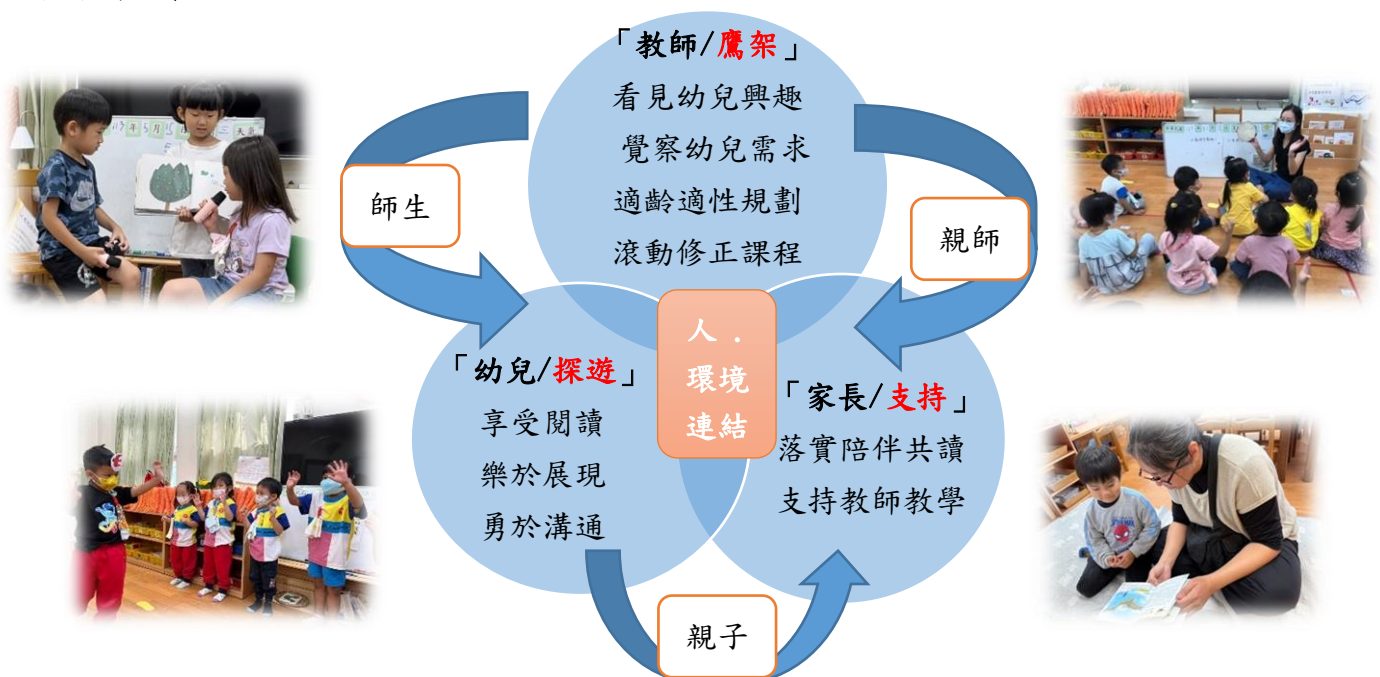 「教師/鷹架」
看見幼兒興趣
覺察幼兒需求
適齡適性規劃
滾動修正課程
師生
親師
人．
環境
連結
「幼兒/探遊」
享受閱讀
樂於展現
勇於溝通
「家長/支持」
落實陪伴共讀
支持教師教學
親子